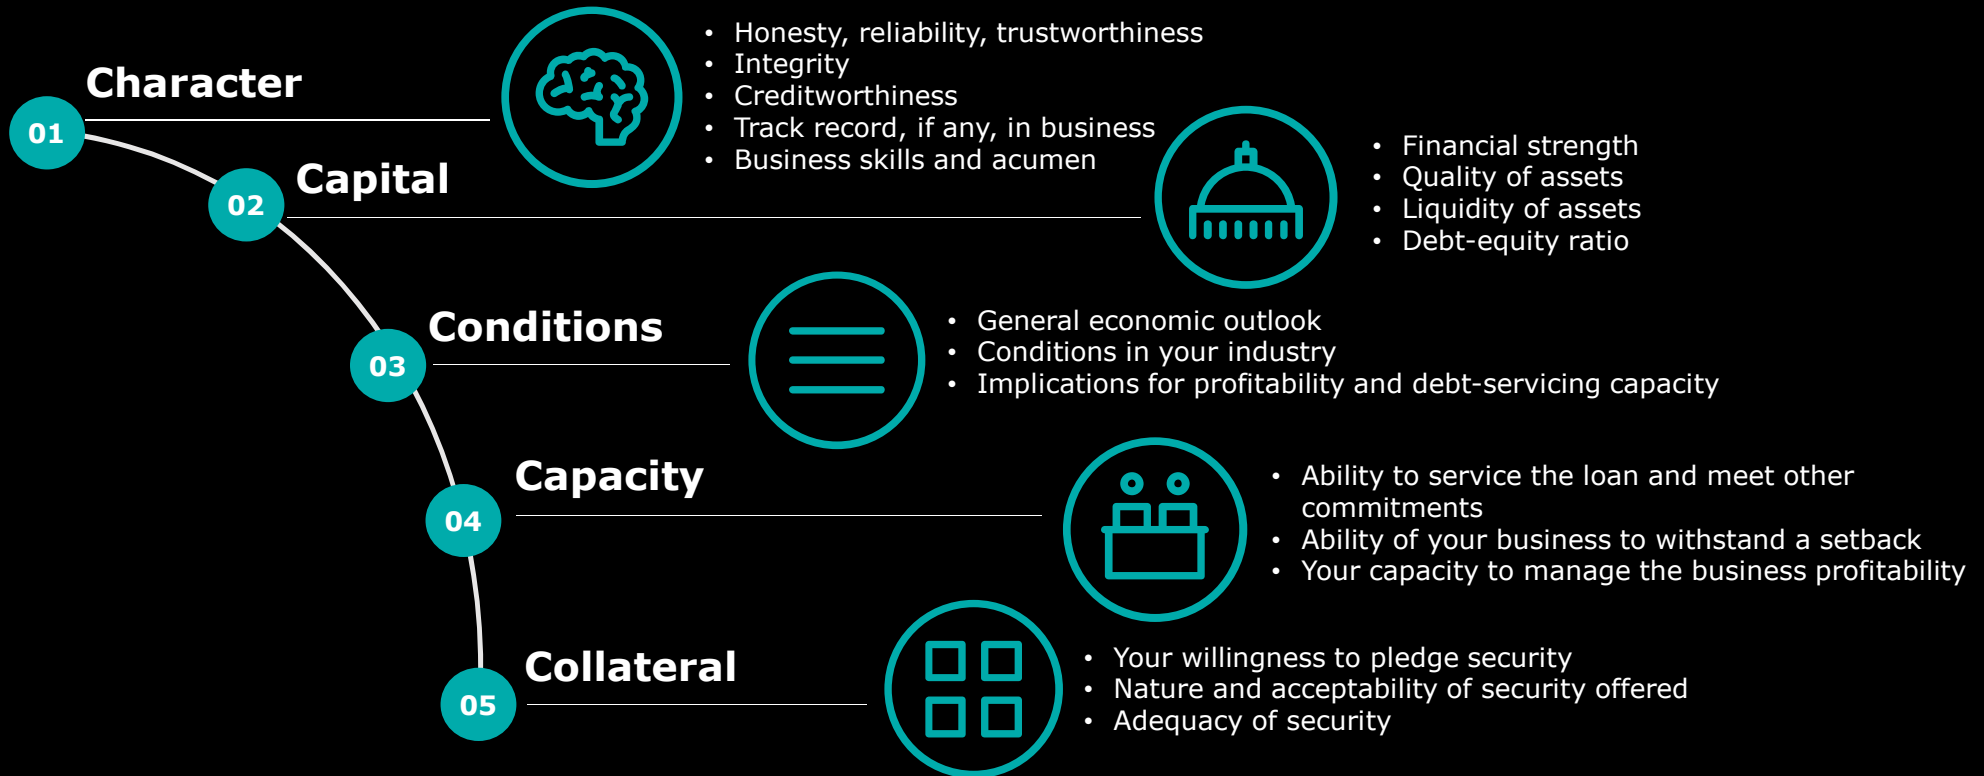 01
Character
• Honesty, reliability, trustworthiness
• Integrity
• Creditworthiness
• Track record, if any, in business
• Business skills and acumen
02
Capital
• Financial strength
• Quality of assets
• Liquidity of assets
• Debt-equity ratio
03
Conditions
• General economic outlook
• Conditions in your industry
• Implications for profitability and debt-servicing capacity
04
Capacity
• Ability to service the loan and meet other
commitments
• Ability of your business to withstand a setback
• Your capacity to manage the business profitability
05
Collateral
• Your willingness to pledge security
• Nature and acceptability of security offered
• Adequacy of security